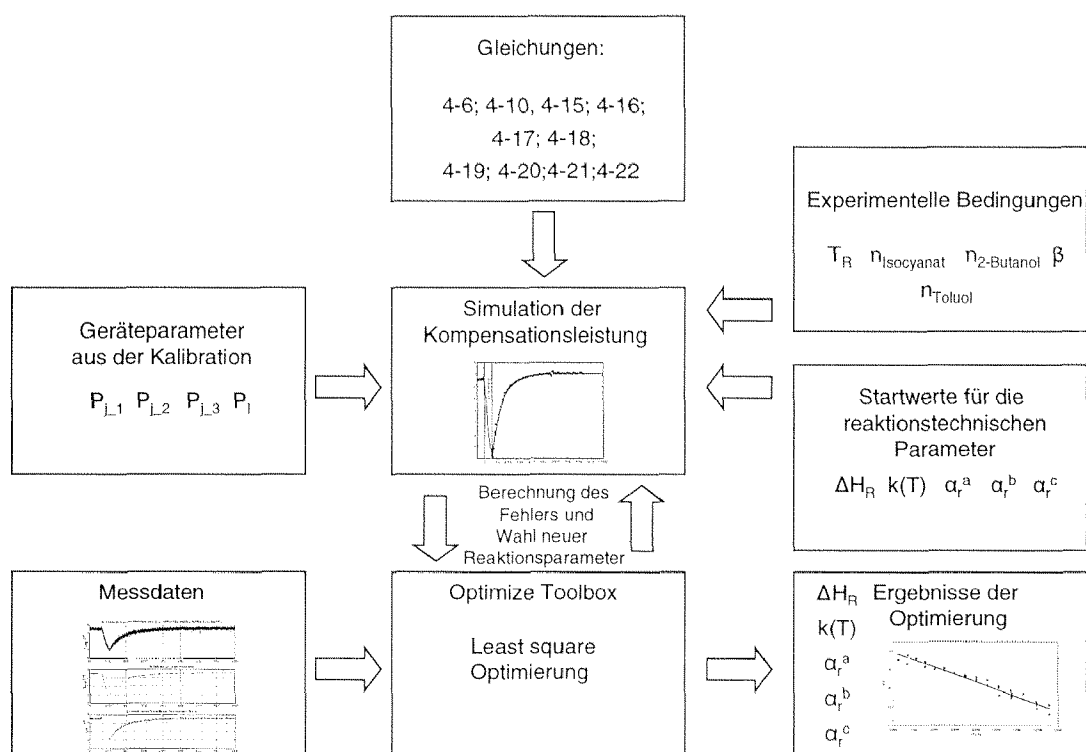 Gleichungen:
4-6; 4-10, 4-15; 4-16;
4-17; 4-18;
4-19; 4-20;4-21;4-22
Experimentelle Bedingungen
T_R n_Isocyanat n_2-Butanol β
n_Toluol
Geräteparameter
aus der Kalibration
P_j_1 P_j_2 P_j_3 P_l
Simulation der
Kompensationsleistung
Startwerte für die
reaktionstechnischen
Parameter
ΔH_R k(T) α_r^a α_r^b α_r^c
Berechnung des
Fehlers und
Wahl neuer
Reaktionsparameter
Messdaten
Optimize Toolbox
Least square
Optimierung
Ergebnisse der
Optimierung
ΔH_R
k(T)
α_r^a
α_r^b
α_r^c